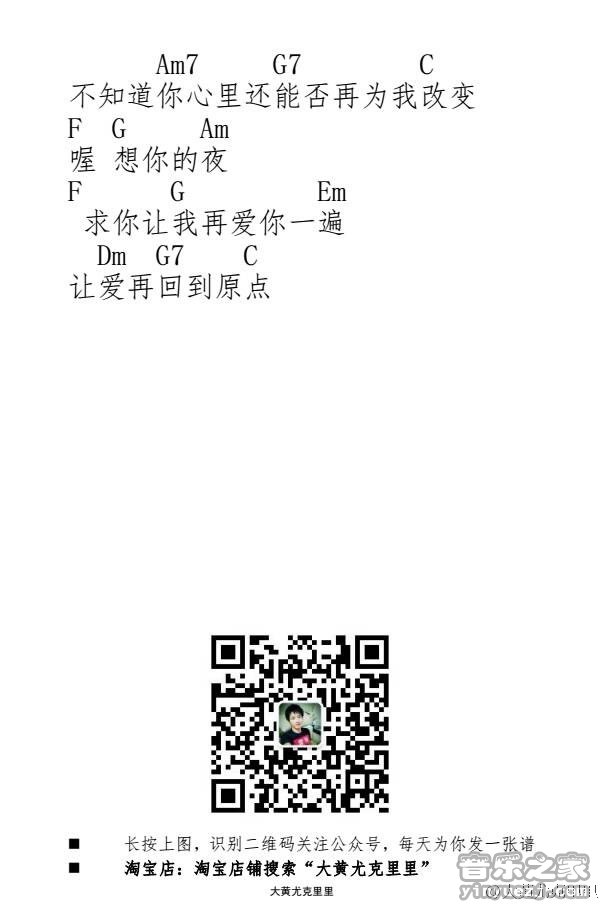 Am7 G7 C
不知道你心里还能否再为我改变
F G Am
喔 想你的夜
F G Em
求你让我再爱你一遍
Dm G7 C
让爱再回到原点
■ 长按上图，识别二维码关注公众号，每天为你发一张谱
■ 淘宝店：淘宝店铺搜索“大黄尤克里里”
大黄尤克里里
音乐之家